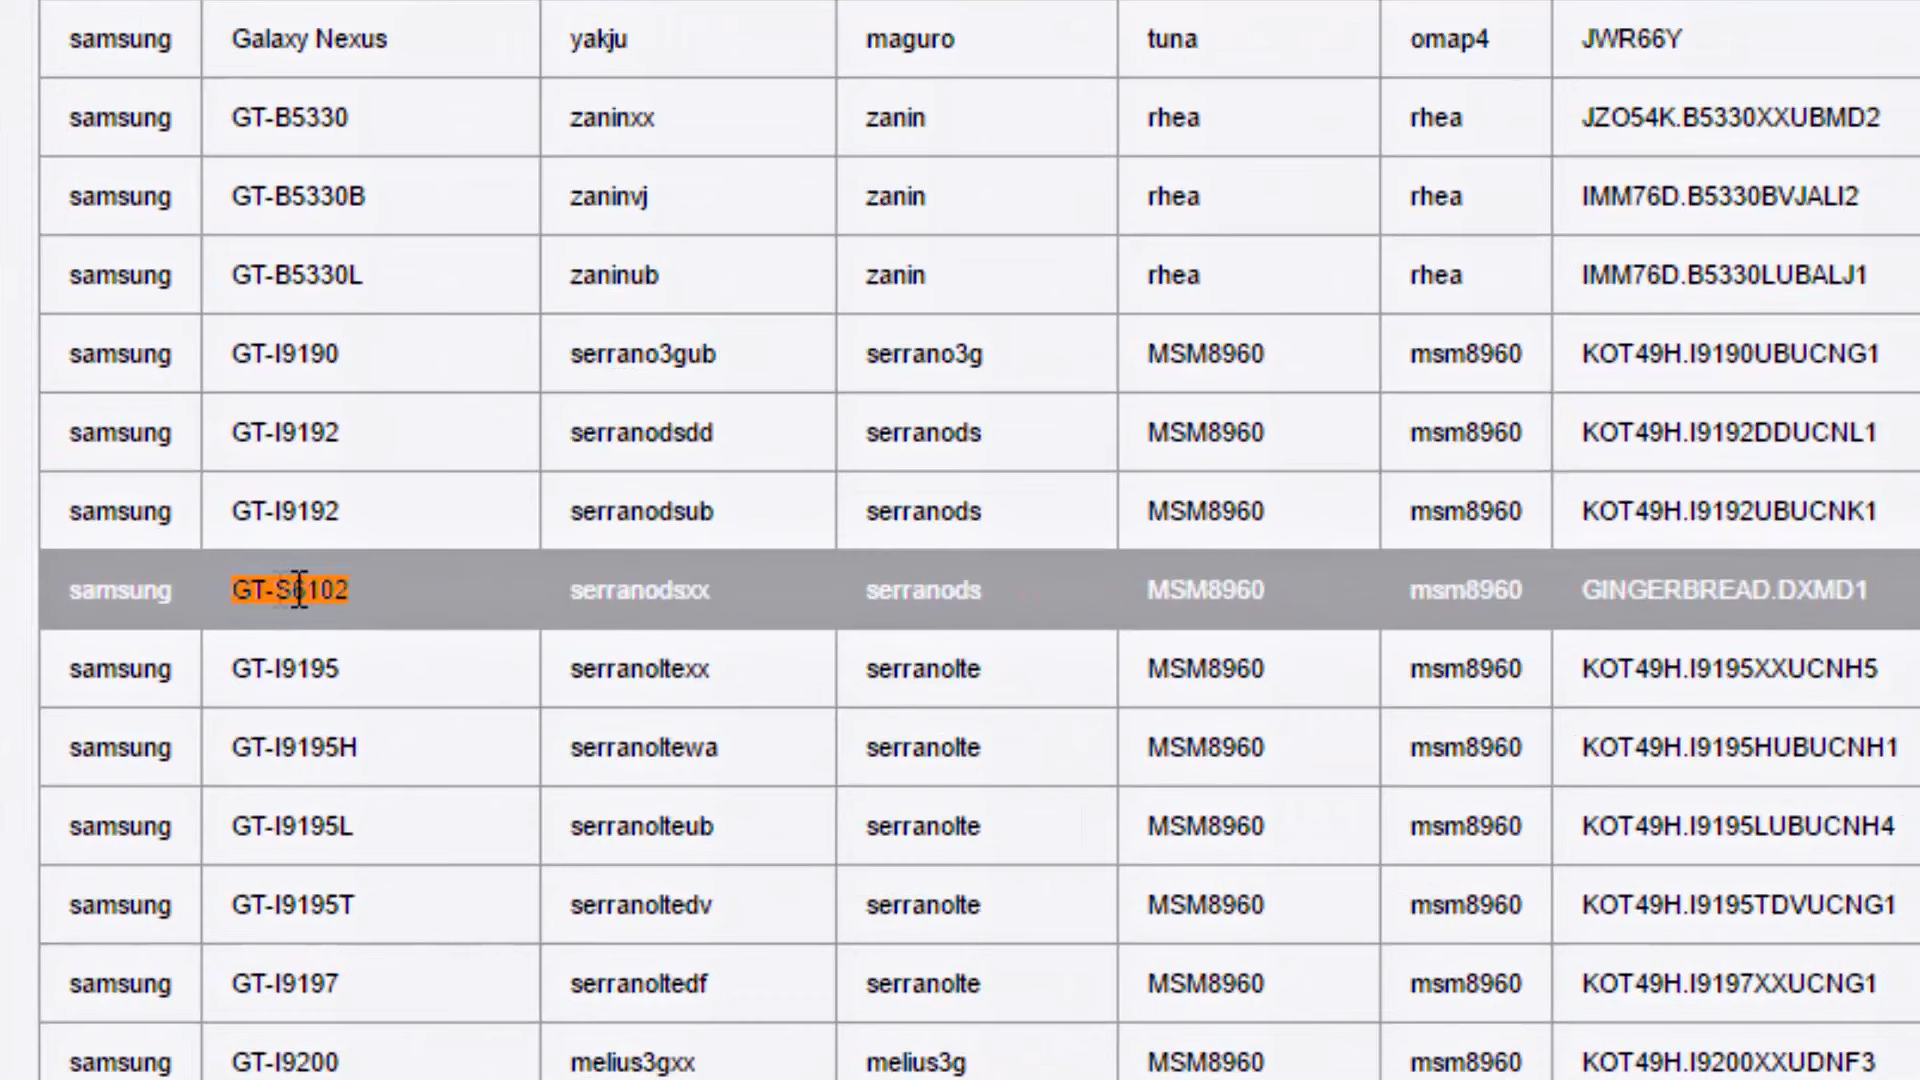 samsung Galaxy Nexus yakju maguro tuna omap4 JWR66Y
samsung GT-B5330 zaninxx zanin rhea rhea JZO54K.B5330XXUBMD2
samsung GT-B5330B zaninvj zanin rhea rhea IMM76D.B5330BVJALI2
samsung GT-B5330L zaninub zanin rhea rhea IMM76D.B5330LUBALJ1
samsung GT-I9190 serrano3gub serrano3g MSM8960 msm8960 KOT49H.I9190UBUCNG1
samsung GT-I9192 serranodsdd serranods MSM8960 msm8960 KOT49H.I9192DDUCNL1
samsung GT-I9192 serranodsub serranods MSM8960 msm8960 KOT49H.I9192UBUCNK1
samsung GT-S6102 serranodsxx serranods MSM8960 msm8960 GINGERBREAD.DXMD1
samsung GT-I9195 serranoltexx serranolte MSM8960 msm8960 KOT49H.I9195XXUCNH5
samsung GT-I9195H serranoltewa serranolte MSM8960 msm8960 KOT49H.I9195HUBUCNH1
samsung GT-I9195L serranolteub serranolte MSM8960 msm8960 KOT49H.I9195LUBUCNH4
samsung GT-I9195T serranoltedv serranolte MSM8960 msm8960 KOT49H.I9195TDVUCNG1
samsung GT-I9197 serranoltedf serranolte MSM8960 msm8960 KOT49H.I9197XXUCNG1
samsung GT-I9200 melius3gxx melius3g MSM8960 msm8960 KOT49H.I9200XXUDNF3